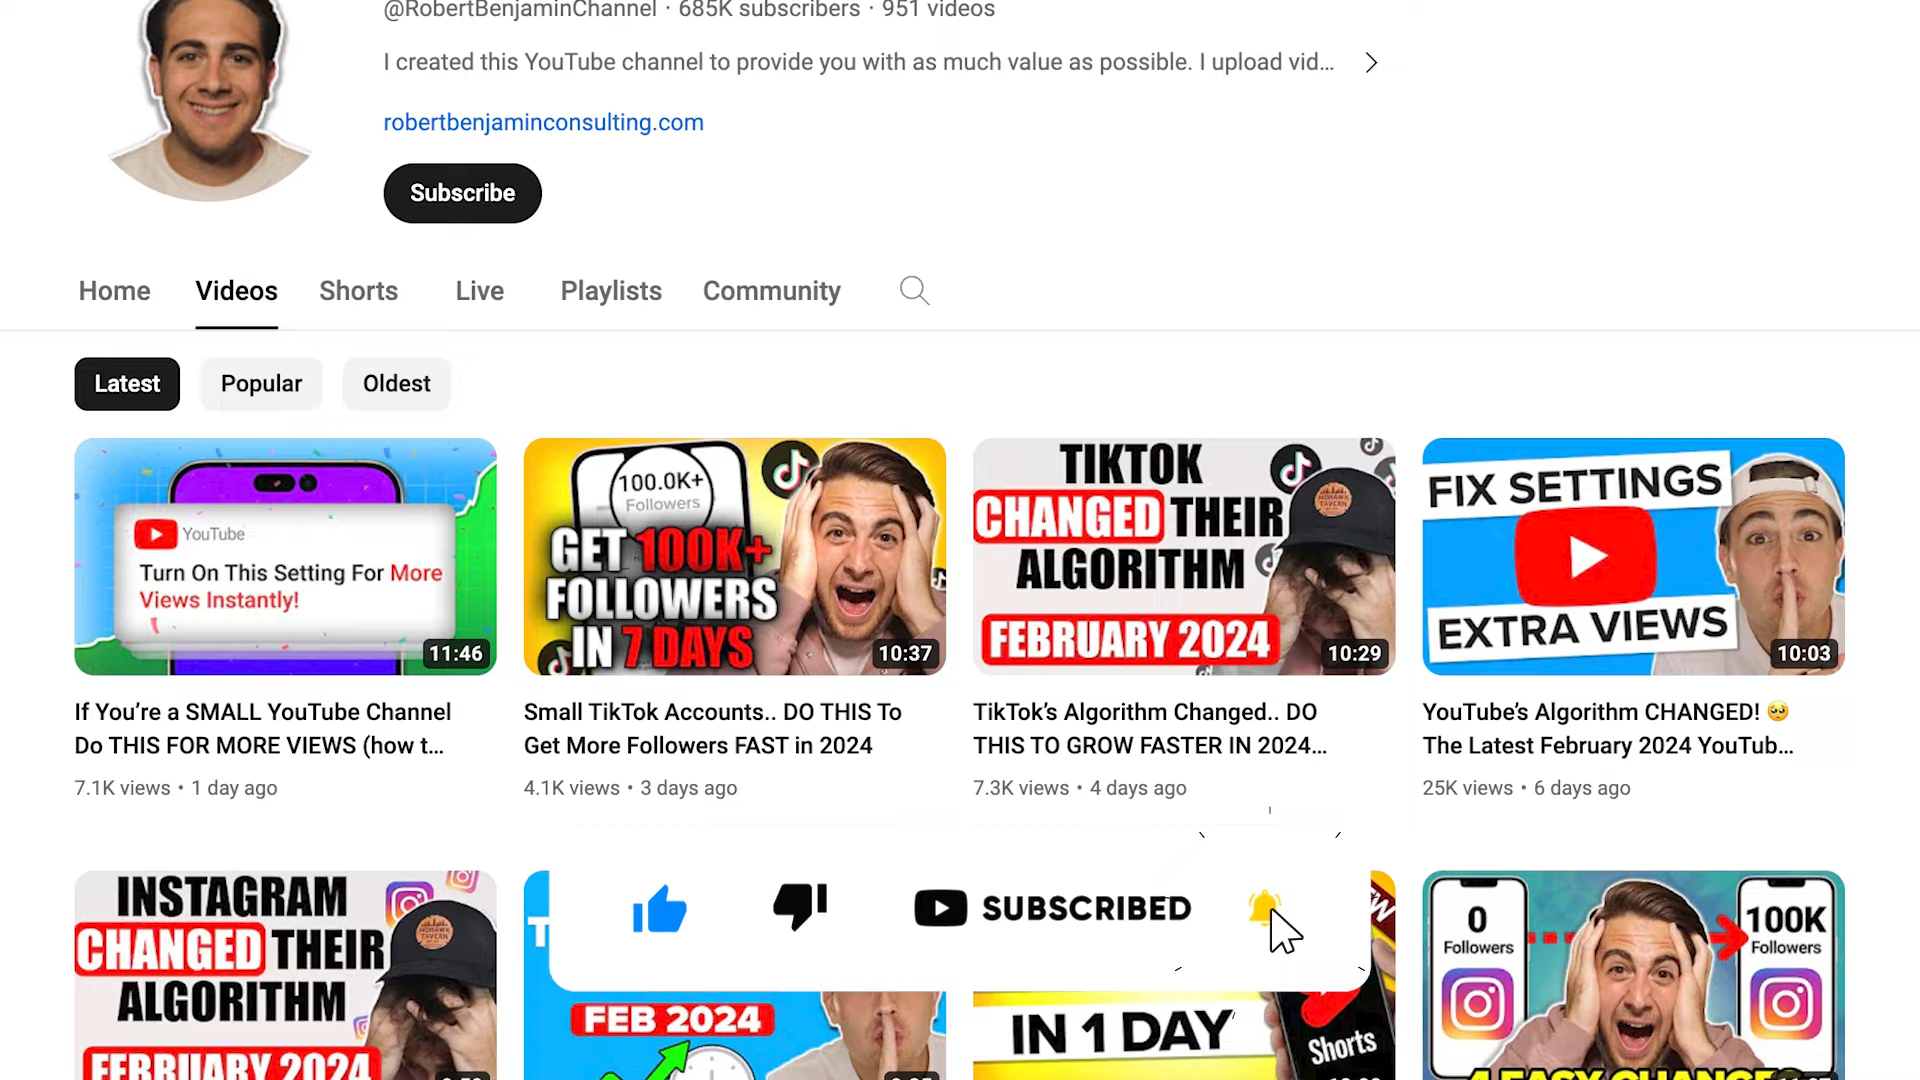 @RobertBenjaminChannel · 685K subscribers · 951 videos
I created this YouTube channel to provide you with as much value as possible. I upload vid...
robertbenjaminconsulting.com
Subscribe
Home Videos Shorts Live Playlists Community
Latest Popular Oldest
YouTube
Turn On This Setting For More
Views Instantly!
11:46
100.0K+
Followers
GET 100K+
FOLLOWERS
IN 7 DAYS
10:37
TIKTOK
CHANGED THEIR
ALGORITHM
FEBRUARY 2024
MOHAWK
TAVERN
10:29
FIX SETTINGS
EXTRA VIEWS
10:03
If You’re a SMALL YouTube Channel
Do THIS FOR MORE VIEWS (how t...
7.1K views • 1 day ago
Small TikTok Accounts.. DO THIS To
Get More Followers FAST in 2024
4.1K views • 3 days ago
TikTok’s Algorithm Changed.. DO
THIS TO GROW FASTER IN 2024...
7.3K views • 4 days ago
YouTube’s Algorithm CHANGED! 🥺
The Latest February 2024 YouTub...
25K views • 6 days ago
INSTAGRAM
CHANGED THEIR
ALGORITHM
FEBRUARY 2024
MOHAWK
TAVERN
SUBSCRIBED
FEB 2024
IN 1 DAY
Shorts
0
Followers
100K
Followers
4 EASY CHANGES